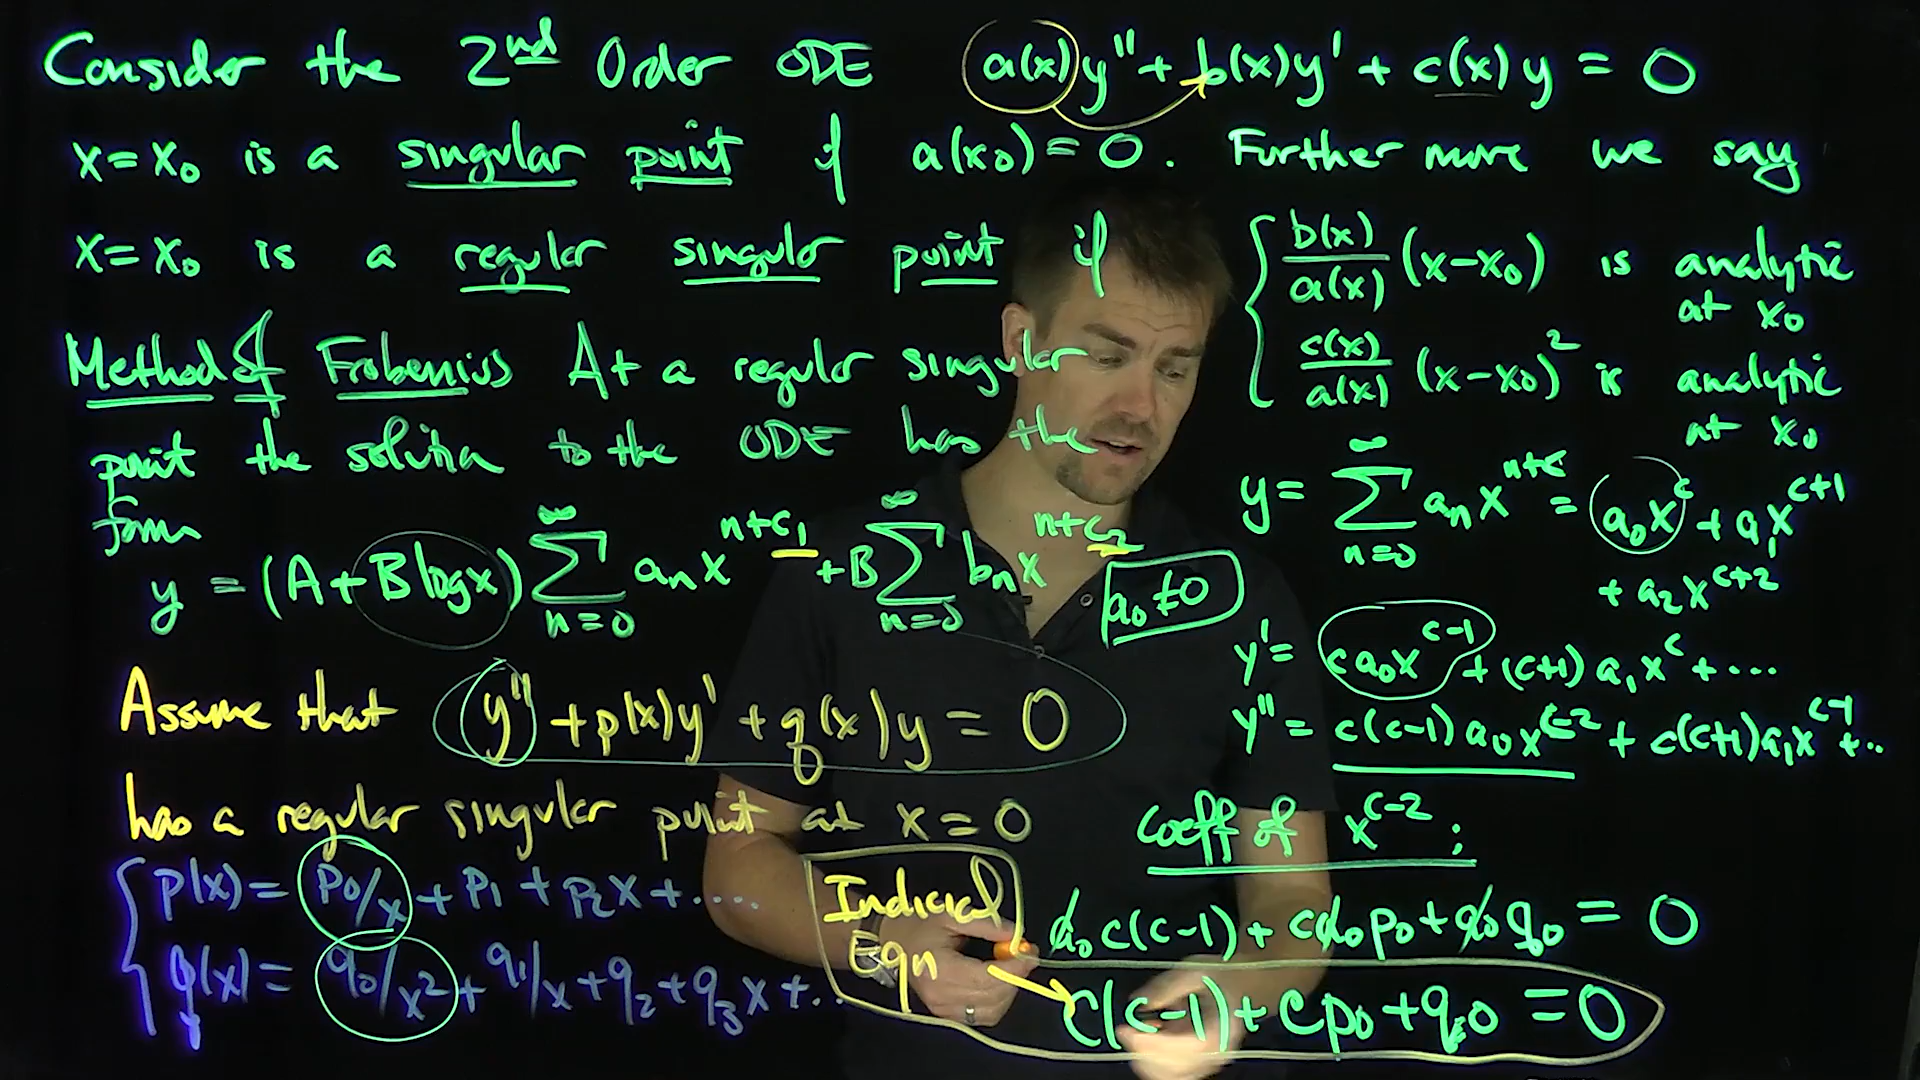 Consider the 2nd Order ODE a(x)y'' + b(x)y' + c(x)y = 0
x = x₀ is a singular point if a(x₀) = 0. Further more we say
x = x₀ is a regular singular point if { b(x)/a(x) (x-x₀) is analytic at x₀
c(x)/a(x) (x-x₀)² is analytic at x₀
Method of Frobenius At a regular singular
point the solution to the ODE has the
form
y = (A + B log x) ∑_{n=0}^{∞} aₙ x^{n+c₁} + B ∑_{n=0}^{∞} bₙ x^{n+c₂}
a₀ ≠ 0
Assume that y'' + p(x)y' + q(x)y = 0
has a regular singular point at x = 0
{ p(x) = p₀/x + p₁ + p₂x + ....
q(x) = q₀/x² + q₁/x + q₂ + q₃x + ...
y = ∑_{n=0}^{∞} aₙ x^{n+c} = a₀x^c + a₁x^{c+1}
+ a₂x^{c+2}
y' = c a₀x^{c-1} + (c+1) a₁ x^c + ....
y'' = c(c-1) a₀ x^{c-2} + c(c+1) a₁ x^{c-1} + ...
coeff of x^{c-2} :
a₀ c(c-1) + c a₀ p₀ + a₀ q₀ = 0
Indicial
Eqn
c(c-1) + c p₀ + q₀ = 0